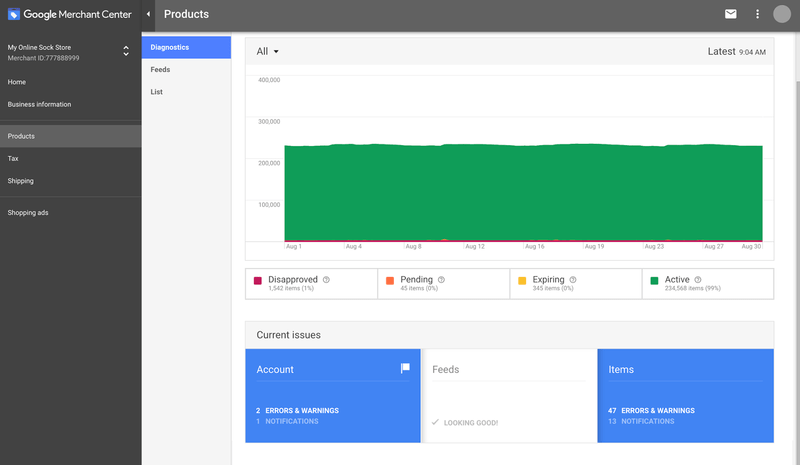 Google Merchant Center
Products
My Online Sock Store
Merchant ID:777888999
Home
Business information
Products
Tax
Shipping
Shopping ads
Diagnostics
Feeds
List
All
Latest 9:04 AM
400,000
300,000
200,000
100,000
Aug 1 Aug 4 Aug 8 Aug 12 Aug 16 Aug 19 Aug 23 Aug 27 Aug 30
Disapproved
1,542 items (1%)
Pending
45 items (0%)
Expiring
345 items (0%)
Active
234,568 items (99%)
Current issues
Account
2 ERRORS & WARNINGS
1 NOTIFICATIONS
Feeds
LOOKING GOOD!
Items
47 ERRORS & WARNINGS
13 NOTIFICATIONS